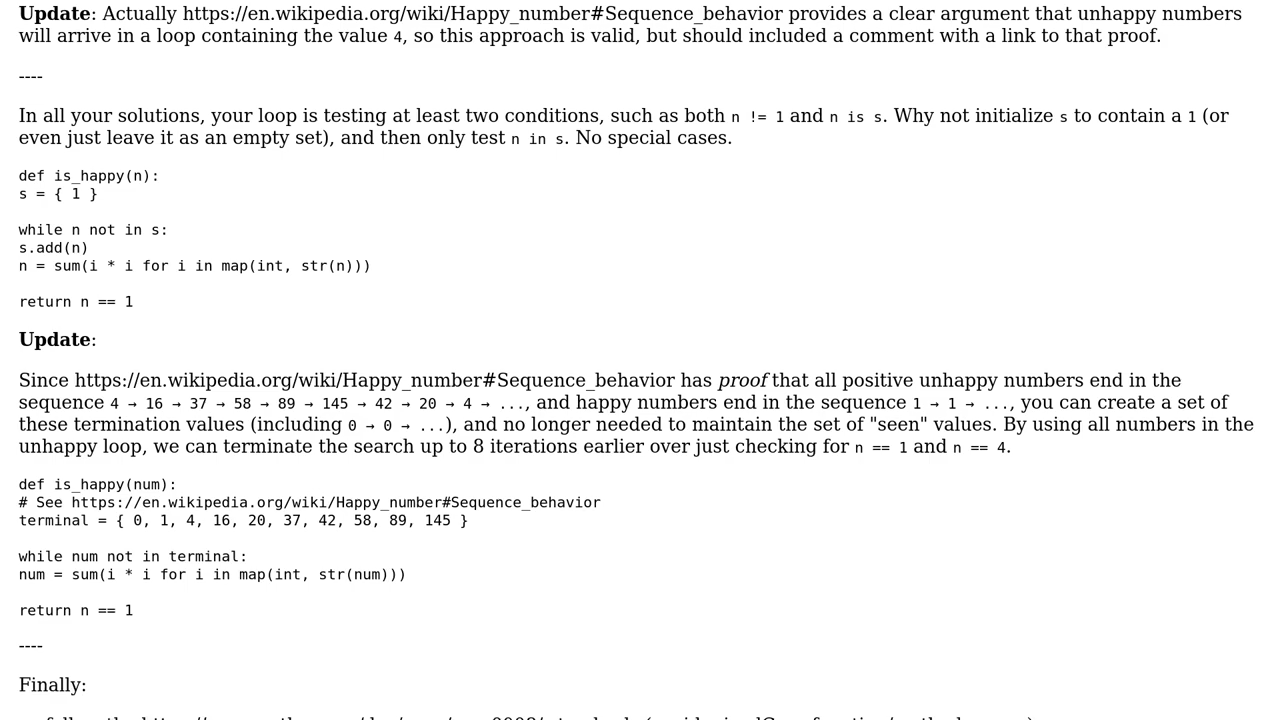 Update: Actually https://en.wikipedia.org/wiki/Happy_number#Sequence_behavior provides a clear argument that unhappy numbers
will arrive in a loop containing the value 4, so this approach is valid, but should included a comment with a link to that proof.
----
In all your solutions, your loop is testing at least two conditions, such as both n != 1 and n is s. Why not initialize s to contain a 1 (or
even just leave it as an empty set), and then only test n in s. No special cases.
def is_happy(n):
s = { 1 }
while n not in s:
s.add(n)
n = sum(i * i for i in map(int, str(n)))
return n == 1
Update:
Since https://en.wikipedia.org/wiki/Happy_number#Sequence_behavior has proof that all positive unhappy numbers end in the
sequence 4 → 16 → 37 → 58 → 89 → 145 → 42 → 20 → 4 → ..., and happy numbers end in the sequence 1 → 1 → ..., you can create a set of
these termination values (including 0 → 0 → ...), and no longer needed to maintain the set of "seen" values. By using all numbers in the
unhappy loop, we can terminate the search up to 8 iterations earlier over just checking for n == 1 and n == 4.
def is_happy(num):
# See https://en.wikipedia.org/wiki/Happy_number#Sequence_behavior
terminal = { 0, 1, 4, 16, 20, 37, 42, 58, 89, 145 }
while num not in terminal:
num = sum(i * i for i in map(int, str(num)))
return n == 1
----
Finally: